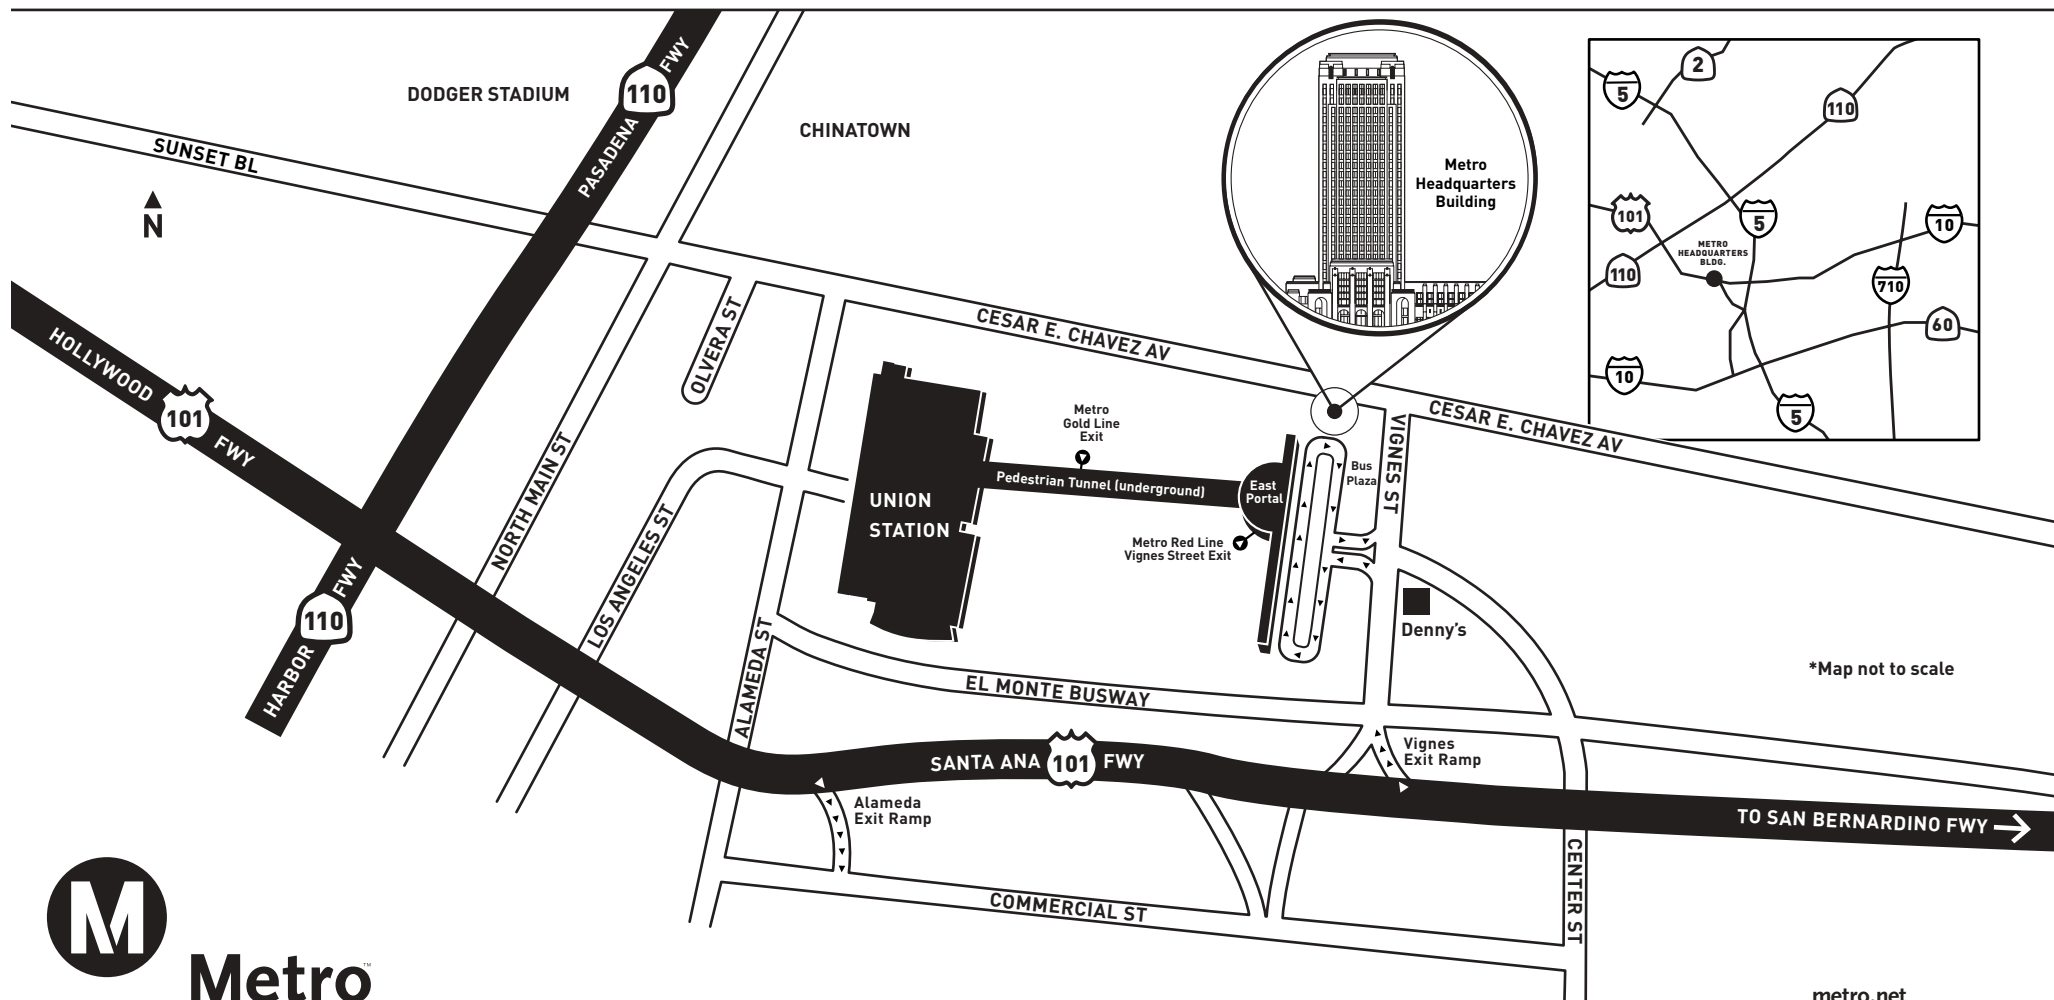 DODGER STADIUM
PASADENA FWY
110
CHINATOWN
SUNSET BL
N
HOLLYWOOD FWY
101
HARBOR FWY
110
NORTH MAIN ST
LOS ANGELES ST
OLVERA ST
ALAMEDA ST
CESAR E. CHAVEZ AV
Metro
Headquarters
Building
UNION
STATION
Metro
Gold Line
Exit
Pedestrian Tunnel (underground)
East
Portal
Metro Red Line
Vignes Street Exit
Bus
Plaza
VIGNES ST
CESAR E. CHAVEZ AV
Denny's
EL MONTE BUSWAY
SANTA ANA FWY
101
Vignes
Exit Ramp
Alameda
Exit Ramp
COMMERCIAL ST
CENTER ST
TO SAN BERNARDINO FWY
*Map not to scale
2
5
110
101
5
10
METRO
HEADQUARTERS
BLDG.
110
710
60
10
5
M
Metro™
metro.net